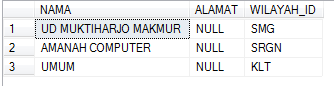 NAMA ALAMAT WILAYAH_ID
1 UD MUKTIHARJO MAKMUR NULL SMG
2 AMANAH COMPUTER NULL SRGN
3 UMUM NULL KLT